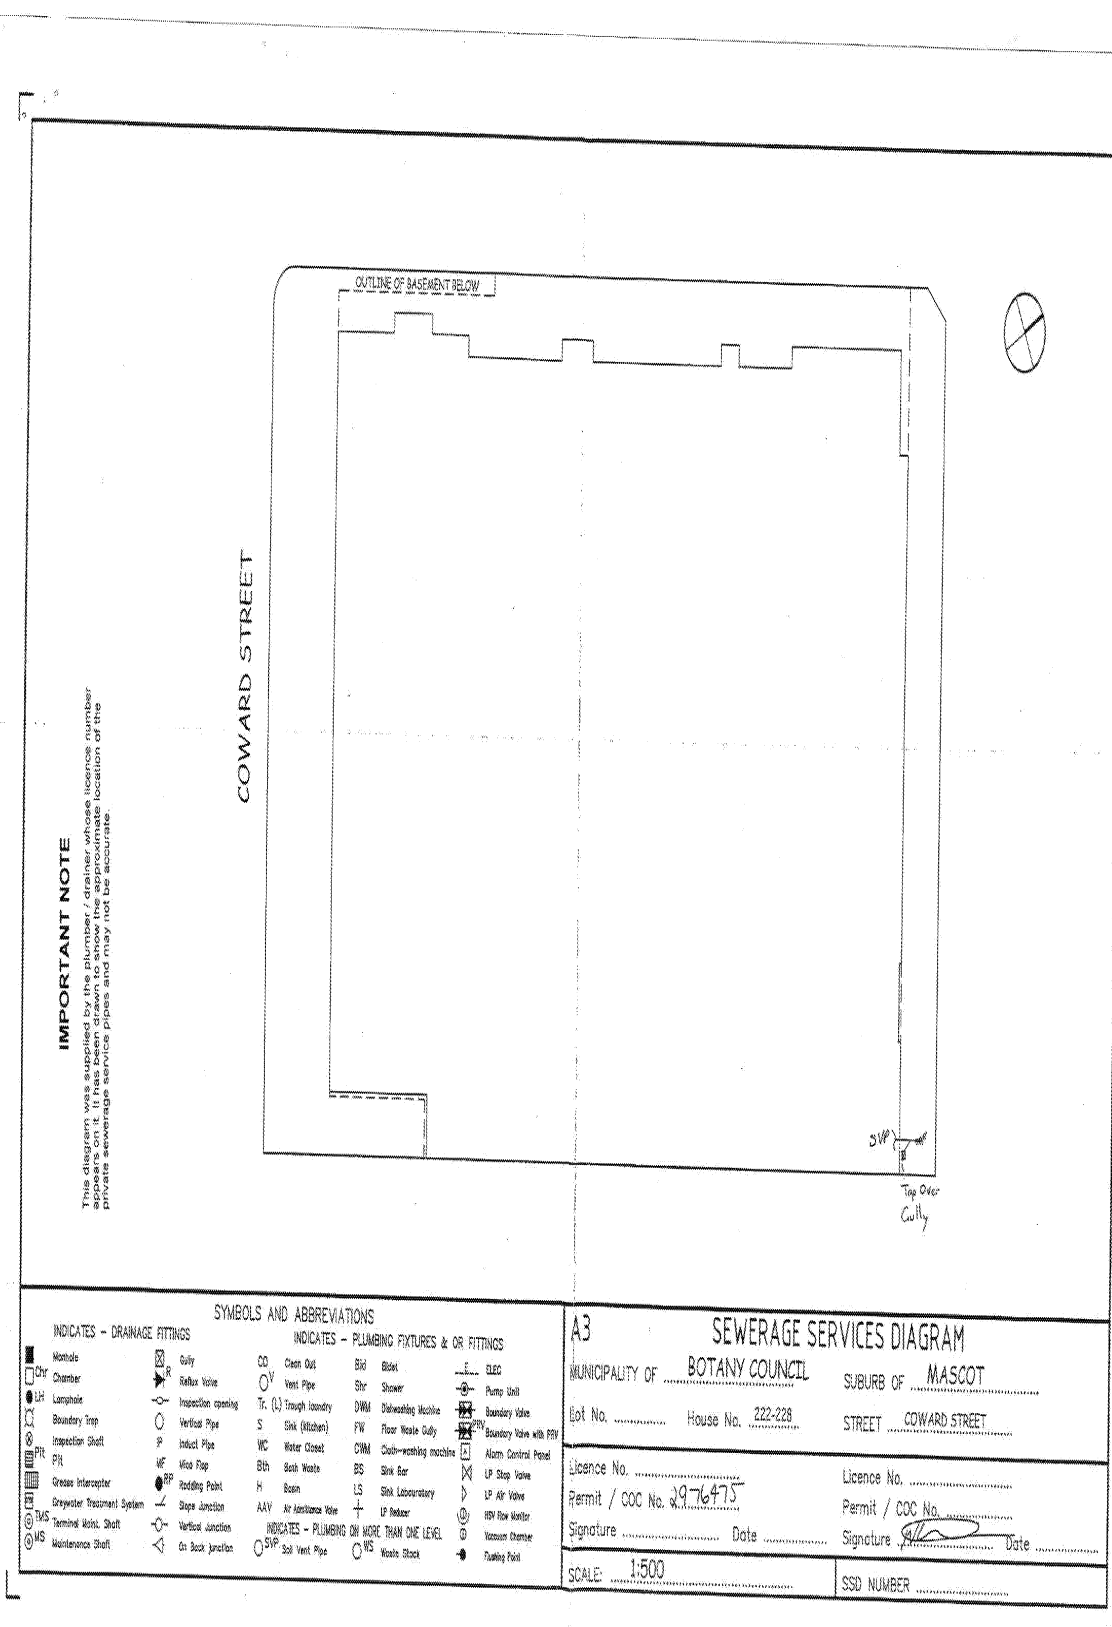 OUTLINE OF BASEMENT BELOW
COWARD STREET
IMPORTANT NOTE
This diagram was supplied by the plumber / drainer whose licence number
appears on it. It has been drawn to show the approximate location of the
private sewerage service pipes and may not be accurate.
SVP
Tap Over
Gully
SYMBOLS AND ABBREVIATIONS
INDICATES - DRAINAGE FITTINGS
Manhole
Chr Chamber
LH Lamphole
Boundary Trap
Inspection Shaft
Pit Pit
Grease Interceptor
Greywater Treatment System
TMS Terminal Maint. Shaft
MS Maintenance Shaft
Gully
R Reflux Valve
Inspection opening
Vertical Pipe
IP Induct Pipe
MF Mica Flap
RP Rodding Point
Slope Junction
Vertical Junction
On Back Junction
INDICATES - PLUMBING FIXTURES & OR FITTINGS
CO Clean Out
V Vent Pipe
Tr. (L) Trough laundry
S Sink (kitchen)
WC Water Closet
Bth Bath Waste
H Basin
AAV Air Admittance Valve
Bid Bidet
Shr Shower
DWM Dishwashing Machine
FW Floor Waste Gully
CWM Cloth-washing machine
BS Sink Bar
LS Sink Laboratory
LP Reducer
INDICATES - PLUMBING ON MORE THAN ONE LEVEL
SVP Soil Vent Pipe
WS Waste Stack
E ELEC
Pump Unit
Boundary Valve
PRV Boundary Valve with PRV
A Alarm Control Panel
LP Stop Valve
LP Air Valve
Flow Monitor
Vacuum Chamber
Flushing Point
A3
SEWERAGE SERVICES DIAGRAM
MUNICIPALITY OF BOTANY COUNCIL
SUBURB OF MASCOT
Lot No.
House No. 222-228
STREET COWARD STREET
Licence No.
Permit / COC No. 2976475
Signature Date
Licence No.
Permit / COC No.
Signature Date
SCALE: 1:500
SSD NUMBER